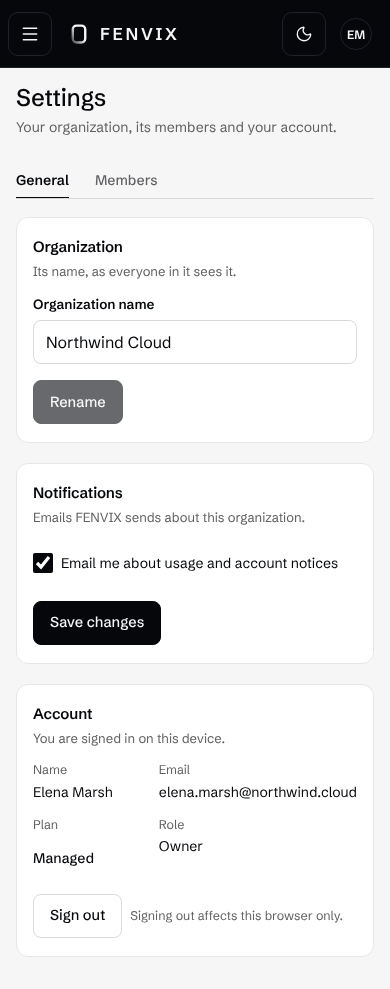 FENVIX
EM
Settings
Your organization, its members and your account.
General
Members
Organization
Its name, as everyone in it sees it.
Organization name
Northwind Cloud
Rename
Notifications
Emails FENVIX sends about this organization.
Email me about usage and account notices
Save changes
Account
You are signed in on this device.
Name
Email
Elena Marsh
elena.marsh@northwind.cloud
Plan
Role
Managed
Owner
Sign out
Signing out affects this browser only.